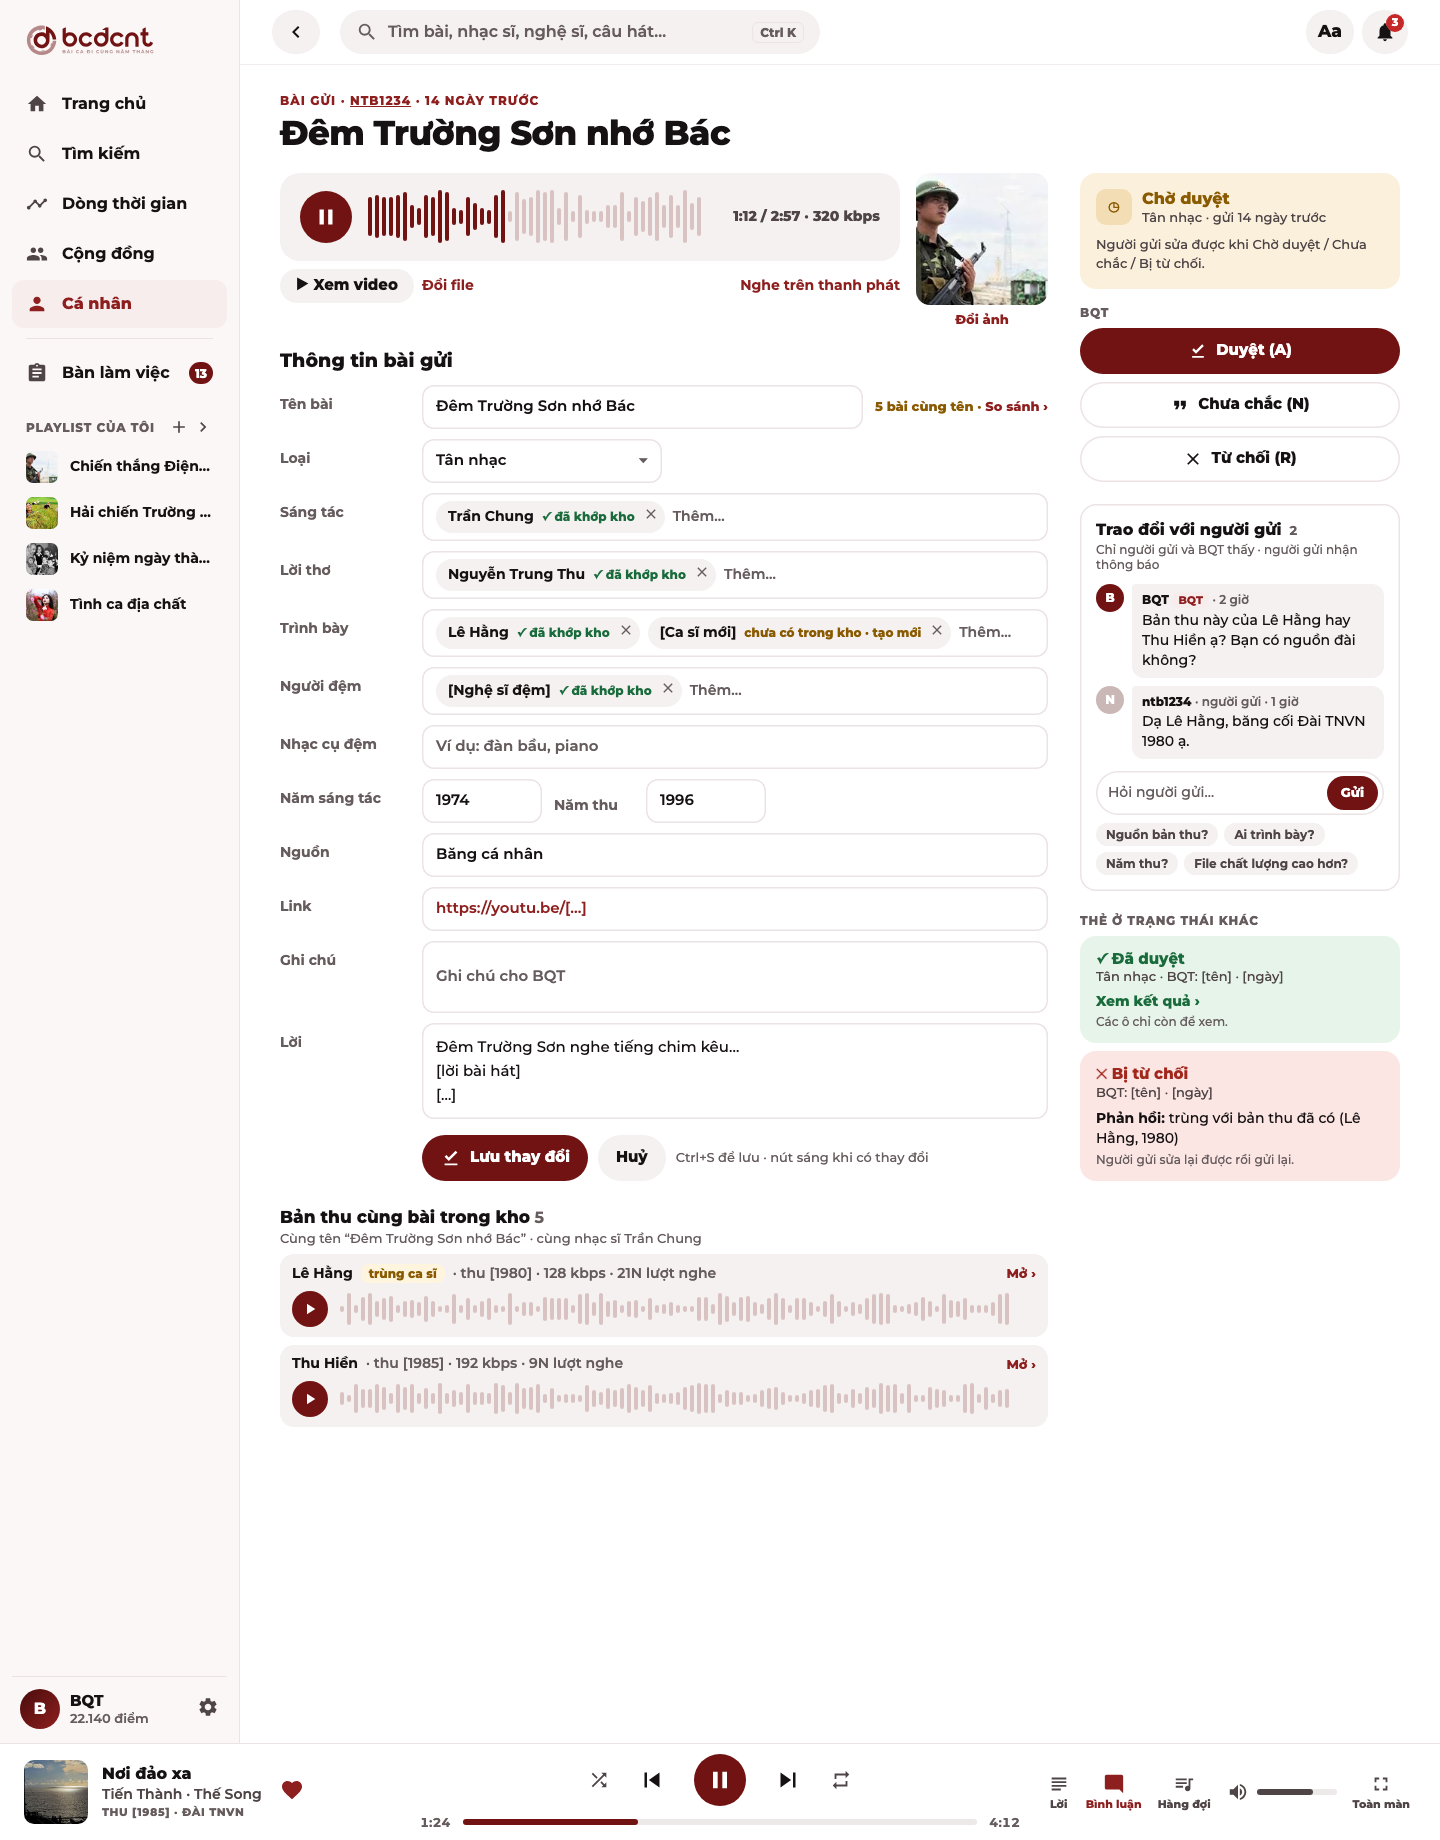 bcdcnt
BÀI CA ĐI CÙNG NĂM THÁNG
Trang chủ
Tìm kiếm
Dòng thời gian
Cộng đồng
Cá nhân
Bàn làm việc 13
PLAYLIST CỦA TÔI
Chiến thắng Điện...
Hải chiến Trường ...
Kỷ niệm ngày thà...
Tình ca địa chất
BQT
22.140 điểm
Tìm bài, nhạc sĩ, nghệ sĩ, câu hát... Ctrl K
Aa
3
BÀI GỬI · NTB1234 · 14 NGÀY TRƯỚC
Đêm Trường Sơn nhớ Bác
1:12 / 2:57 · 320 kbps
Xem video Đổi file Nghe trên thanh phát
Đổi ảnh
Thông tin bài gửi
Tên bài Đêm Trường Sơn nhớ Bác 5 bài cùng tên · So sánh ›
Loại Tân nhạc
Sáng tác Trần Chung ✓ đã khớp kho × Thêm...
Lời thơ Nguyễn Trung Thu ✓ đã khớp kho × Thêm...
Trình bày Lê Hằng ✓ đã khớp kho × [Ca sĩ mới] chưa có trong kho · tạo mới × Thêm...
Người đệm [Nghệ sĩ đệm] ✓ đã khớp kho × Thêm...
Nhạc cụ đệm Ví dụ: đàn bầu, piano
Năm sáng tác 1974 Năm thu 1996
Nguồn Băng cá nhân
Link https://youtu.be/[...]
Ghi chú Ghi chú cho BQT
Lời Đêm Trường Sơn nghe tiếng chim kêu...
[lời bài hát]
[...]
Lưu thay đổi Huỷ Ctrl+S để lưu · nút sáng khi có thay đổi
Bản thu cùng bài trong kho 5
Cùng tên “Đêm Trường Sơn nhớ Bác” · cùng nhạc sĩ Trần Chung
Lê Hằng trùng ca sĩ · thu [1980] · 128 kbps · 21N lượt nghe Mở ›
Thu Hiền · thu [1985] · 192 kbps · 9N lượt nghe Mở ›
Chờ duyệt
Tân nhạc · gửi 14 ngày trước
Người gửi sửa được khi Chờ duyệt / Chưa
chắc / Bị từ chối.
BQT
Duyệt (A)
Chưa chắc (N)
Từ chối (R)
Trao đổi với người gửi 2
Chỉ người gửi và BQT thấy · người gửi nhận
thông báo
B
BQT BQT · 2 giờ
Bản thu này của Lê Hằng hay
Thu Hiền ạ? Bạn có nguồn đài
không?
N
ntb1234 · người gửi · 1 giờ
Dạ Lê Hằng, băng cối Đài TNVN
1980 ạ.
Hỏi người gửi... Gửi
Nguồn bản thu? Ai trình bày?
Năm thu? File chất lượng cao hơn?
THẺ Ở TRẠNG THÁI KHÁC
✓ Đã duyệt
Tân nhạc · BQT: [tên] · [ngày]
Xem kết quả ›
Các ô chỉ còn để xem.
× Bị từ chối
BQT: [tên] · [ngày]
Phản hồi: trùng với bản thu đã có (Lê
Hằng, 1980)
Người gửi sửa lại được rồi gửi lại.
B
Nơi đảo xa
Tiến Thành · Thế Song
THU [1985] · ĐÀI TNVN
1:24 4:12
Lời Bình luận Hàng đợi Toàn màn